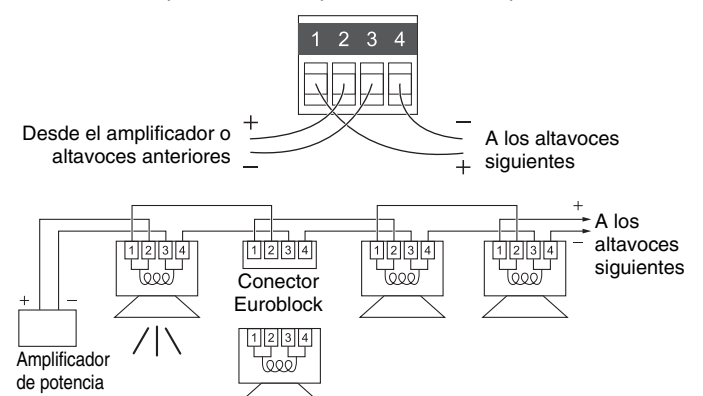 1 2 3 4
+
−
Desde el amplificador o
altavoces anteriores
−
+
A los altavoces
siguientes
+
−
A los
altavoces
siguientes
1 2 3 4
1 2 3 4
1 2 3 4
1 2 3 4
Conector
Euroblock
+ −
Amplificador
de potencia
1 2 3 4